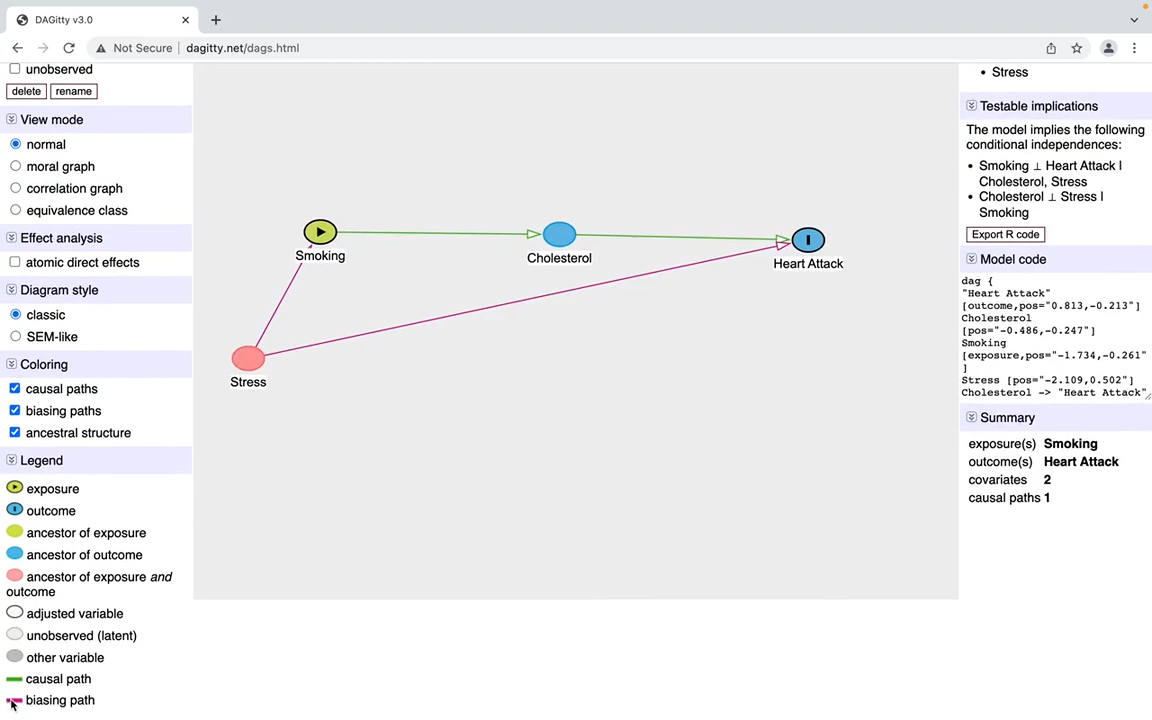 DAGitty v3.0
Not Secure
dagitty.net/dags.html
unobserved
delete
rename
View mode
normal
moral graph
correlation graph
equivalence class
Effect analysis
atomic direct effects
Diagram style
classic
SEM-like
Coloring
causal paths
biasing paths
ancestral structure
Legend
exposure
outcome
ancestor of exposure
ancestor of outcome
ancestor of exposure and
outcome
adjusted variable
unobserved (latent)
other variable
causal path
biasing path
Smoking
Cholesterol
Heart Attack
Stress
• Stress
Testable implications
The model implies the following
conditional independences:
• Smoking ⊥ Heart Attack |
Cholesterol, Stress
• Cholesterol ⊥ Stress |
Smoking
Export R code
Model code
dag {
"Heart Attack"
[outcome,pos="0.813,-0.213"]
Cholesterol
[pos="-0.486,-0.247"]
Smoking
[exposure,pos="-1.734,-0.261"
]
Stress [pos="-2.109,0.502"]
Cholesterol -> "Heart Attack"
Summary
exposure(s) Smoking
outcome(s) Heart Attack
covariates 2
causal paths 1